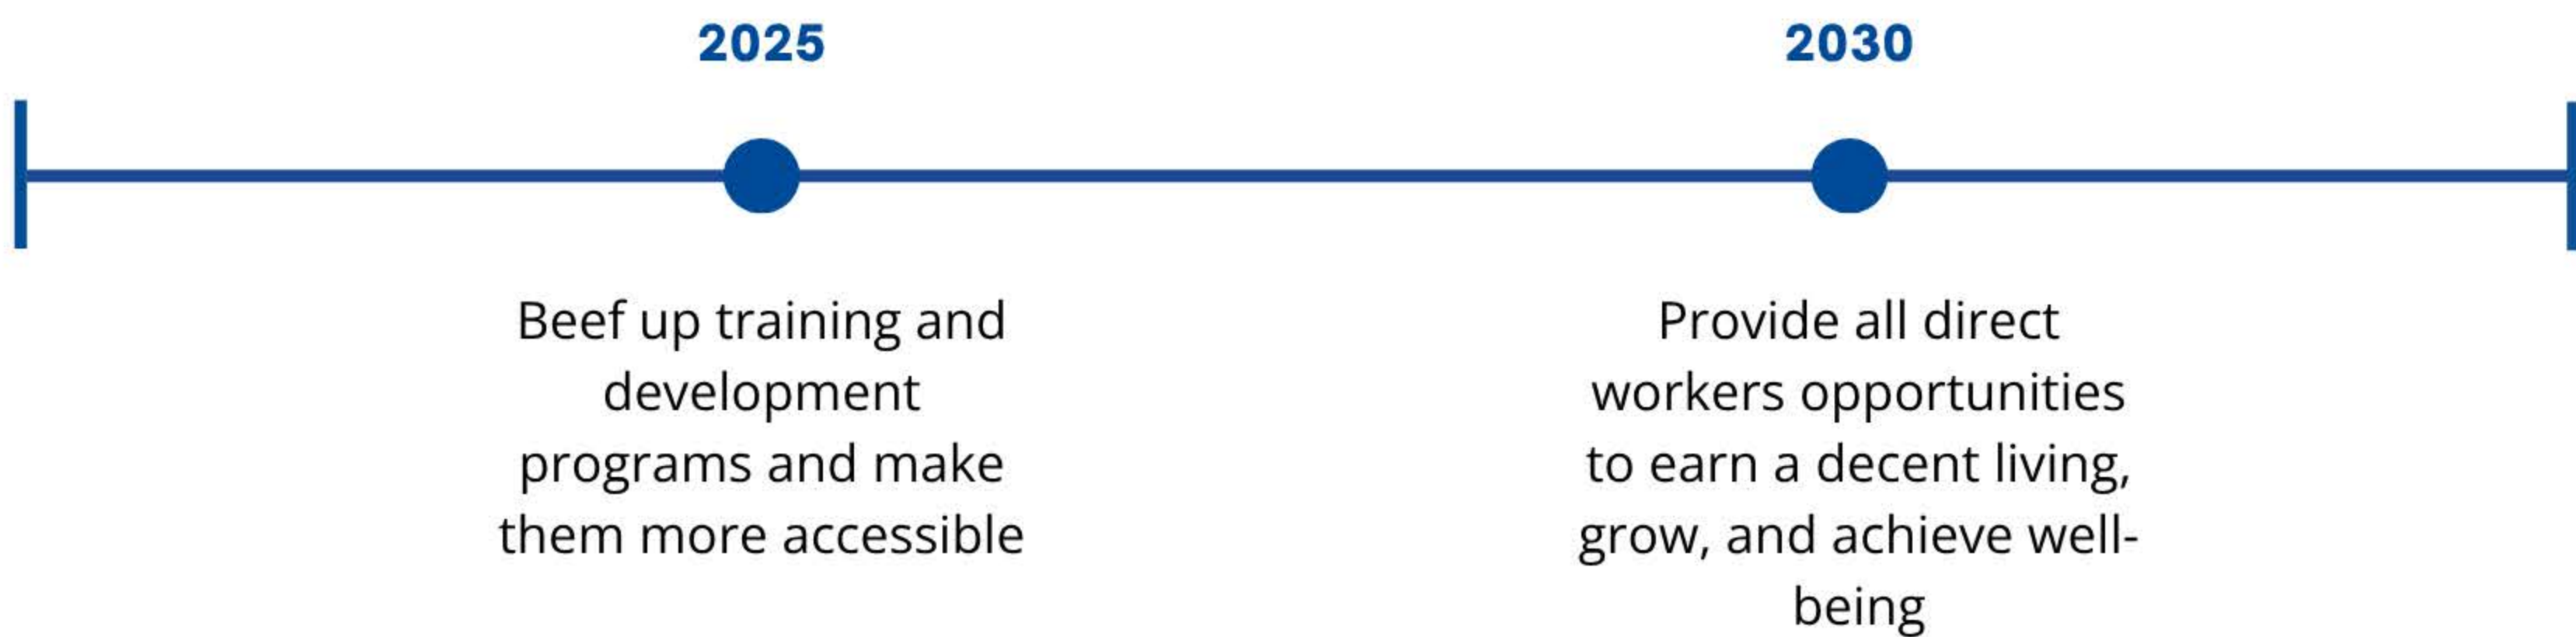 2025
Beef up training and
development
programs and make
them more accessible
2030
Provide all direct
workers opportunities
to earn a decent living,
grow, and achieve well-
being